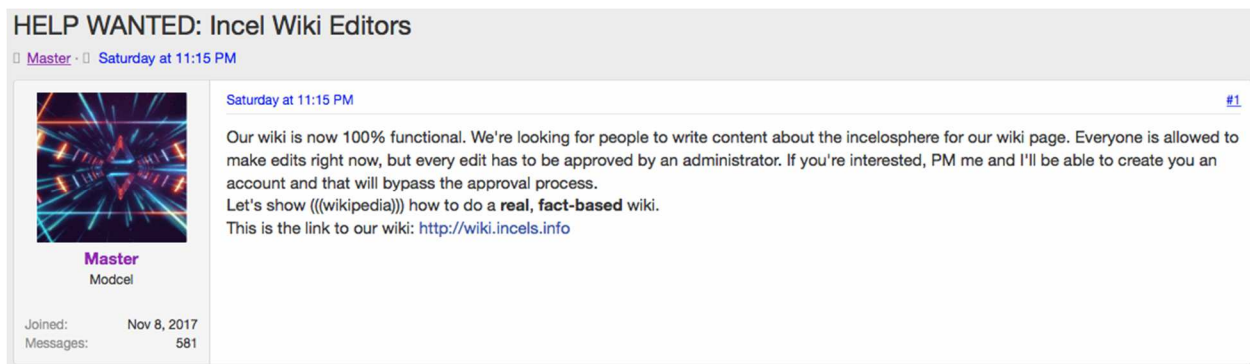 HELP WANTED: Incel Wiki Editors
Master · Saturday at 11:15 PM
Saturday at 11:15 PM #1
Our wiki is now 100% functional. We're looking for people to write content about the incelosphere for our wiki page. Everyone is allowed to
make edits right now, but every edit has to be approved by an administrator. If you're interested, PM me and I'll be able to create you an
account and that will bypass the approval process.
Let's show (((wikipedia))) how to do a real, fact-based wiki.
This is the link to our wiki: http://wiki.incels.info
Master
Modcel
Joined: Nov 8, 2017
Messages: 581